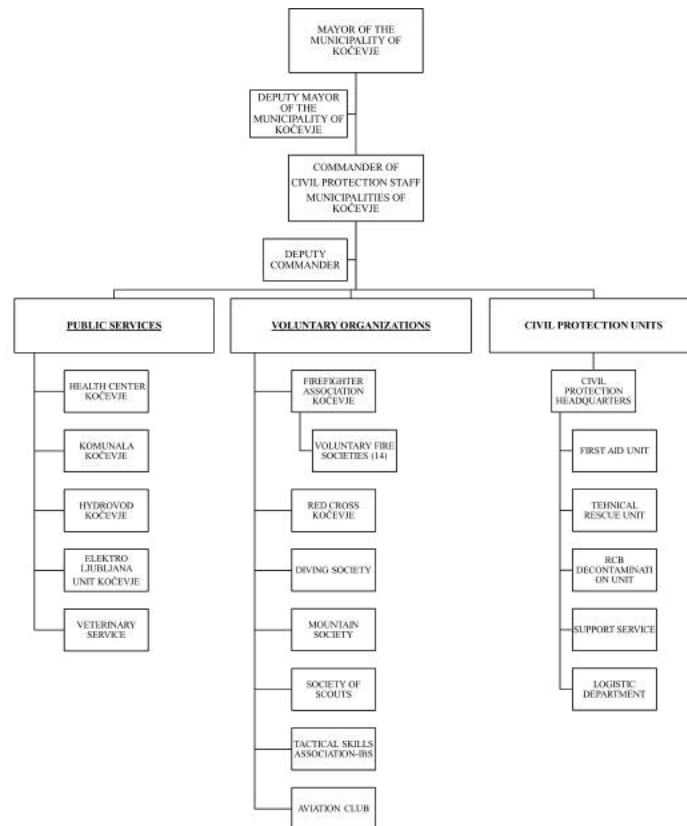 MAYOR OF THE
MUNICIPALITY OF
KOČEVJE
DEPUTY MAYOR
OF THE
MUNICIPALITY OF
KOČEVJE
COMMANDER OF
CIVIL PROTECTION STAFF
MUNICIPALITIES OF
KOČEVJE
DEPUTY
COMMANDER
PUBLIC SERVICES
HEALTH CENTER
KOČEVJE
KOMUNALA
KOČEVJE
HYDROVOD
KOČEVJE
ELEKTRO
LJUBLJANA
UNIT KOČEVJE
VETERINARY
SERVICE
VOLUNTARY ORGANIZATIONS
FIREFIGHTER
ASSOCIATION
KOČEVJE
VOLUNTARY FIRE
SOCIETIES (14)
RED CROSS
KOČEVJE
DIVING SOCIETY
MOUNTAIN
SOCIETY
SOCIETY OF
SCOUTS
TACTICAL SKILLS
ASSOCIATION-IBS
AVIATION CLUB
CIVIL PROTECTION UNITS
CIVIL
PROTECTION
HEADQUARTERS
FIRST AID UNIT
TEHNICAL
RESCUE UNIT
RCB
DECONTAMINATI
ON UNIT
SUPPORT SERVICE
LOGISTIC
DEPARTMENT